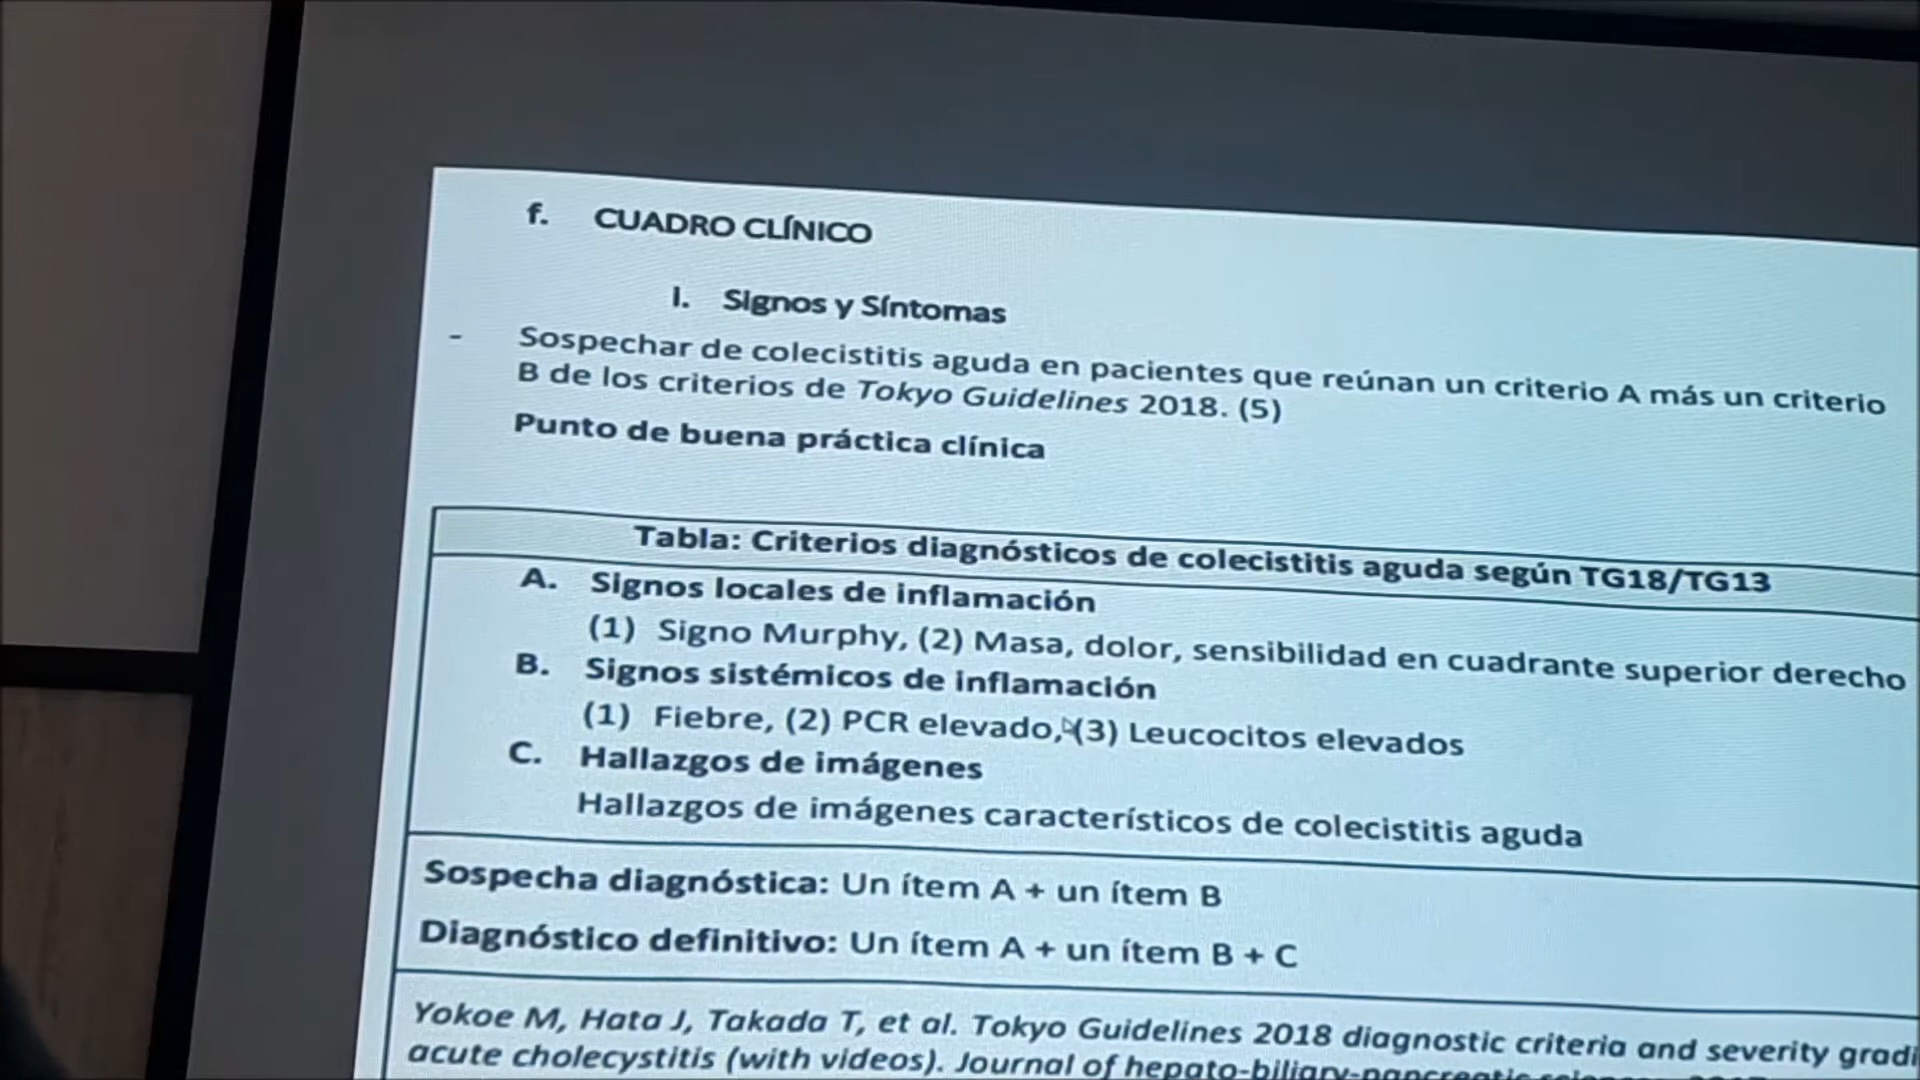 f. CUADRO CLÍNICO
I. Signos y Síntomas
- Sospechar de colecistitis aguda en pacientes que reúnan un criterio A más un criterio
B de los criterios de Tokyo Guidelines 2018. (5)
Punto de buena práctica clínica
Tabla: Criterios diagnósticos de colecistitis aguda según TG18/TG13
A. Signos locales de inflamación
(1) Signo Murphy, (2) Masa, dolor, sensibilidad en cuadrante superior derecho
B. Signos sistémicos de inflamación
(1) Fiebre, (2) PCR elevado, (3) Leucocitos elevados
C. Hallazgos de imágenes
Hallazgos de imágenes característicos de colecistitis aguda
Sospecha diagnóstica: Un ítem A + un ítem B
Diagnóstico definitivo: Un ítem A + un ítem B + C
Yokoe M, Hata J, Takada T, et al. Tokyo Guidelines 2018 diagnostic criteria and severity gradi
acute cholecystitis (with videos). Journal of hepato-biliary-pancreatic